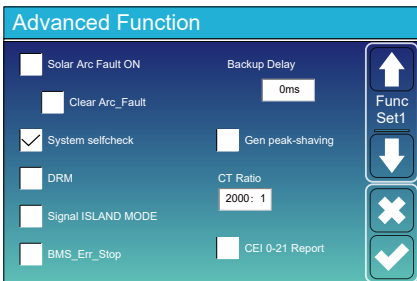 Advanced Function
Solar Arc Fault ON
Backup Delay
0ms
Clear Arc_Fault
Func
Set1
System selfcheck
Gen peak-shaving
DRM
CT Ratio
2000: 1
Signal ISLAND MODE
BMS_Err_Stop
CEI 0-21 Report